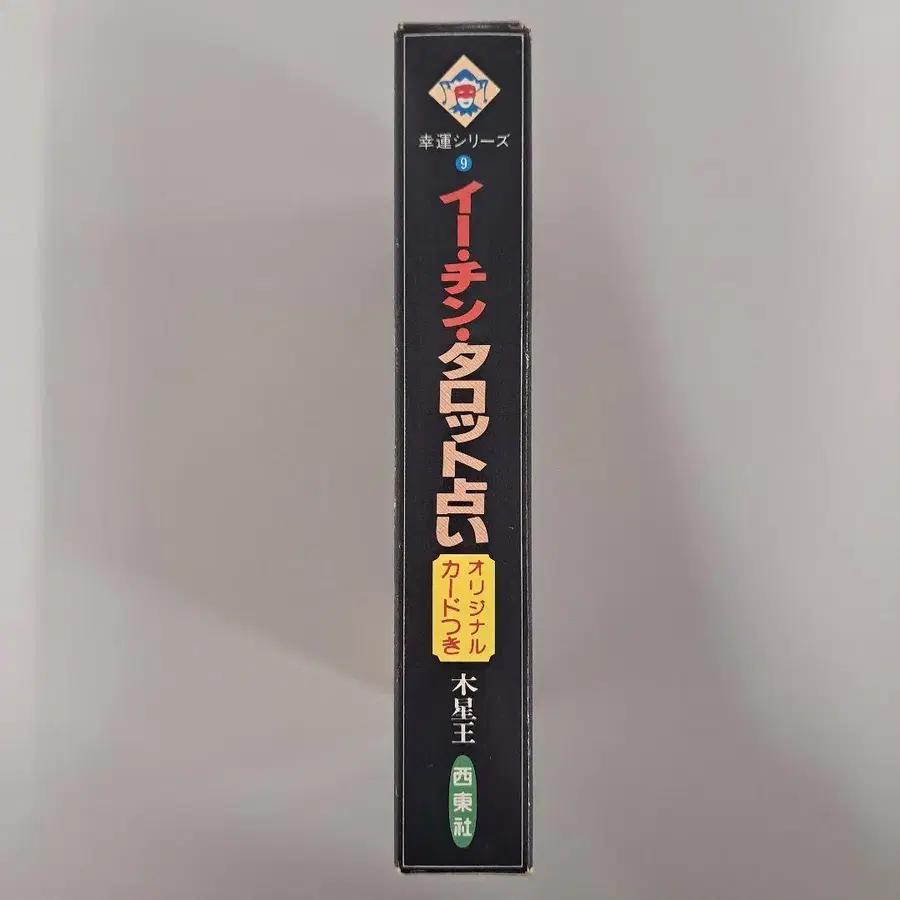 幸運シリーズ
9
イー・チン・タロット占い
オリジナル
カードつき
木星王
西東社